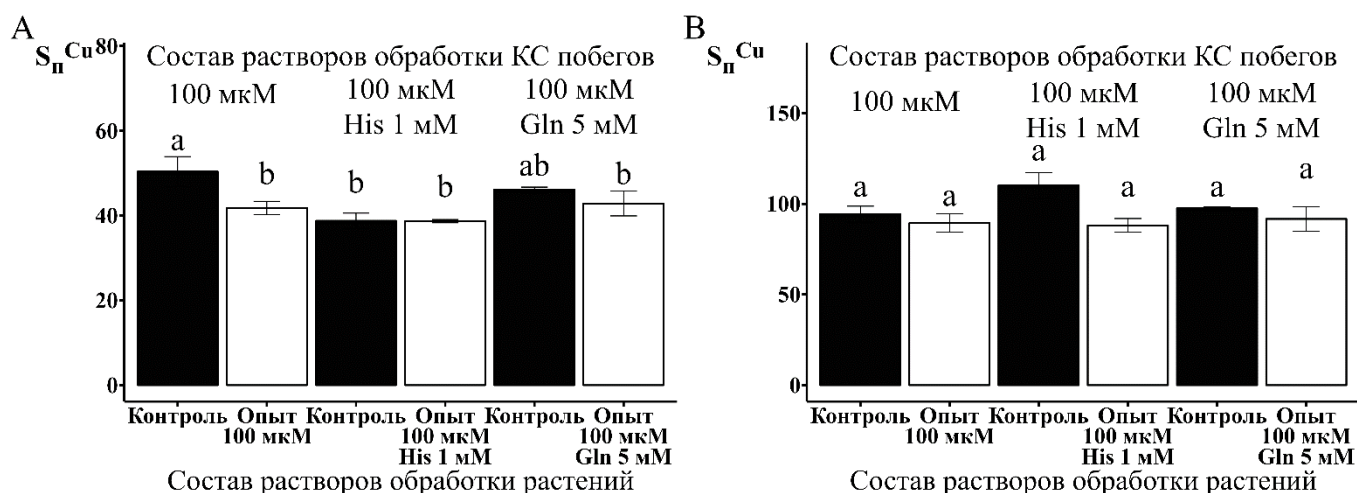 A
Sп^Cu
Состав растворов обработки КС побегов
100 мкМ
100 мкМ
His 1 мМ
100 мкМ
Gln 5 мМ
80
60
40
20
0
a
b
b
b
ab
b
Контроль
Опыт
100 мкМ
Контроль
Опыт
100 мкМ
His 1 мМ
Контроль
Опыт
100 мкМ
Gln 5 мМ
Состав растворов обработки растений
B
Sп^Cu
Состав растворов обработки КС побегов
100 мкМ
100 мкМ
His 1 мМ
100 мкМ
Gln 5 мМ
150
100
50
0
a
a
a
a
a
a
Контроль
Опыт
100 мкМ
Контроль
Опыт
100 мкМ
His 1 мМ
Контроль
Опыт
100 мкМ
Gln 5 мМ
Состав растворов обработки растений